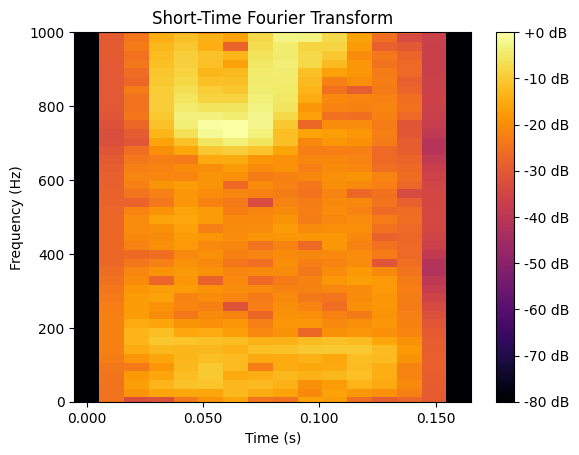 Short-Time Fourier Transform
1000
800
600
400
200
0
Frequency (Hz)
0.000
0.050
0.100
0.150
Time (s)
+0 dB
-10 dB
-20 dB
-30 dB
-40 dB
-50 dB
-60 dB
-70 dB
-80 dB